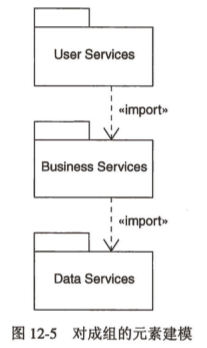 User Services
«import»
Business Services
«import»
Data Services
图 12-5 对成组的元素建模